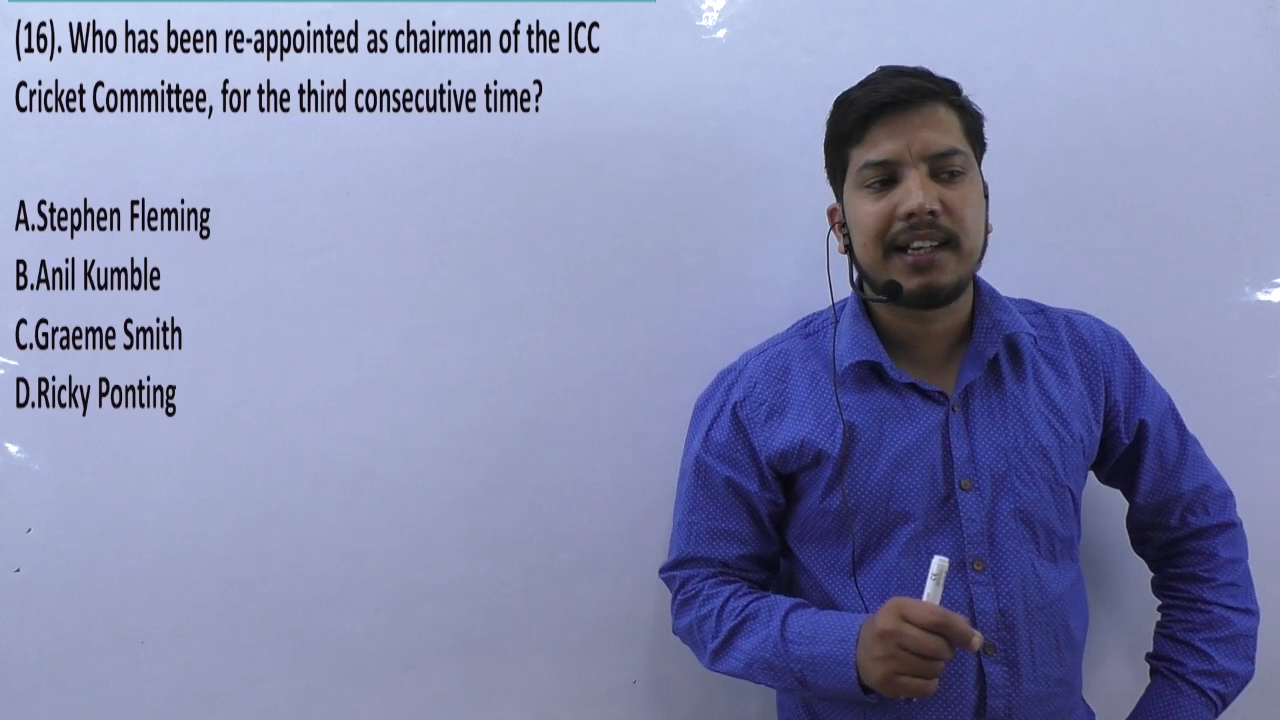 (16). Who has been re-appointed as chairman of the ICC
Cricket Committee, for the third consecutive time?
A.Stephen Fleming
B.Anil Kumble
C.Graeme Smith
D.Ricky Ponting